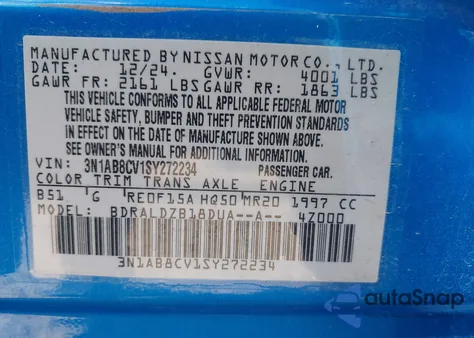 MANUFACTURED BY NISSAN MOTOR CO., LTD.
DATE: 12/24. GVWR: 4001 LBS
GAWR FR: 2161 LBS GAWR RR: 1863 LBS
THIS VEHICLE CONFORMS TO ALL APPLICABLE FEDERAL MOTOR
VEHICLE SAFETY, BUMPER AND THEFT PREVENTION STANDARDS
IN EFFECT ON THE DATE OF MANUFACTURE SHOWN ABOVE.
SEE OWNER'S MANUAL FOR ADDITIONAL INFORMATION.
VIN: 3N1AB8CV1SY272234 PASSENGER CAR.
COLOR TRIM TRANS AXLE ENGINE
B51 'G 'RE0F15A HQ50 MR20 1997 CC
BDRALDZB18DUA--A-- 4Z000
3N1AB8CV1SY272234
autoSnap